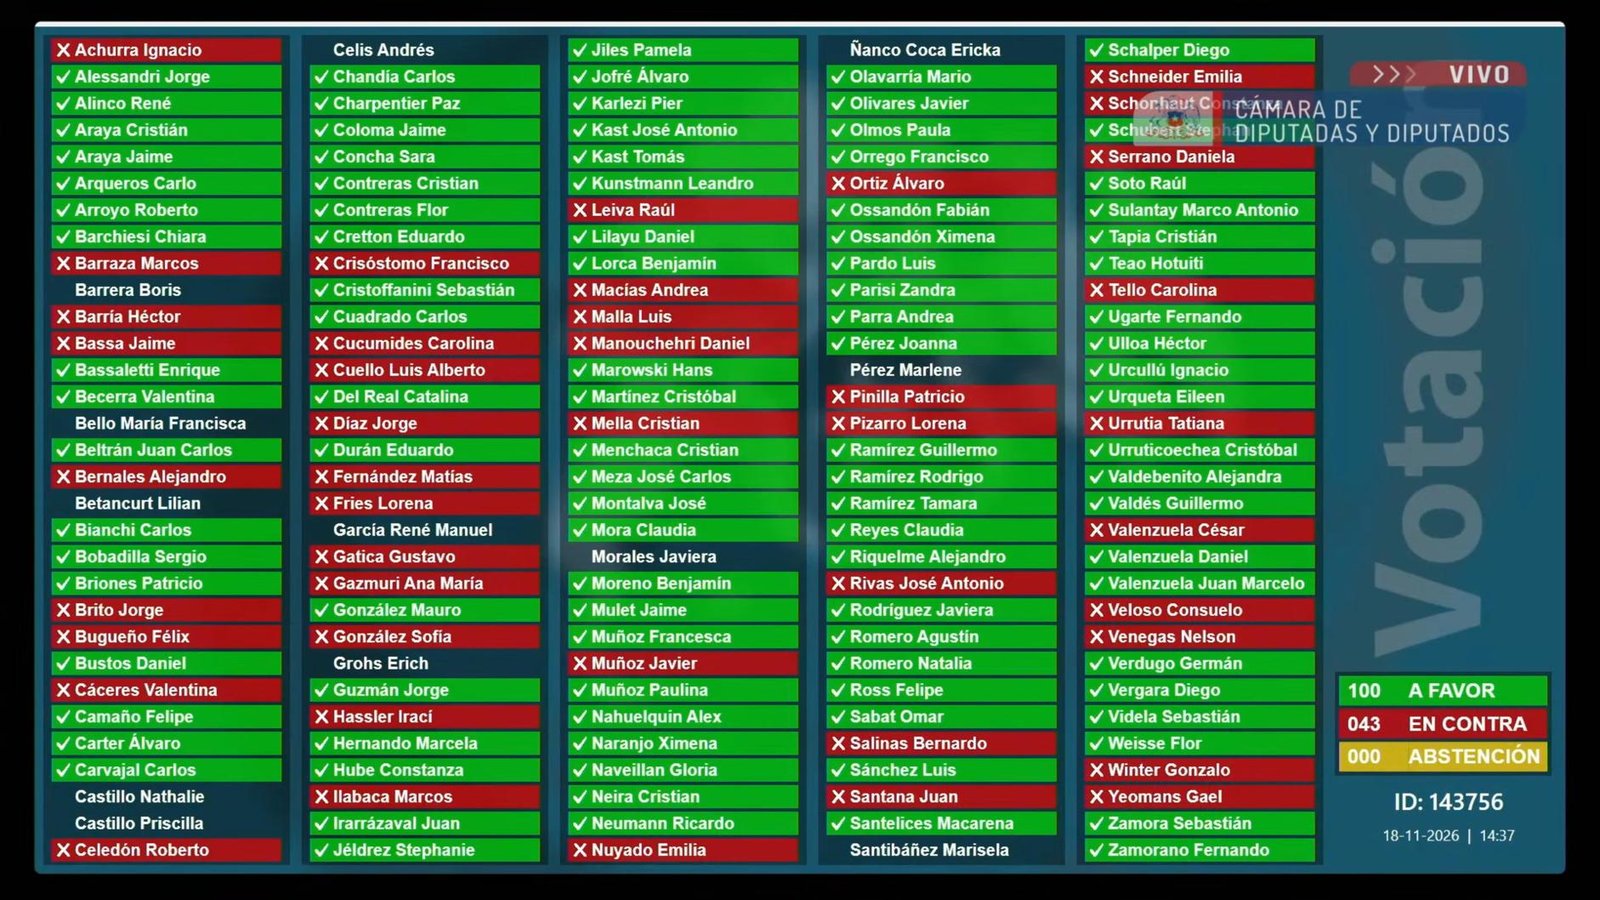 Achurra Ignacio
Alessandri Jorge
Alinco René
Araya Cristián
Araya Jaime
Arqueros Carlo
Arroyo Roberto
Barchiesi Chiara
Barraza Marcos
Barrera Boris
Barría Héctor
Bassa Jaime
Bassaletti Enrique
Becerra Valentina
Bello María Francisca
Beltrán Juan Carlos
Bernales Alejandro
Betancurt Lilian
Bianchi Carlos
Bobadilla Sergio
Briones Patricio
Brito Jorge
Bugueño Félix
Bustos Daniel
Cáceres Valentina
Camaño Felipe
Carter Álvaro
Carvajal Carlos
Castillo Nathalie
Castillo Priscilla
Celedón Roberto
Celis Andrés
Chandía Carlos
Charpentier Paz
Coloma Jaime
Concha Sara
Contreras Cristian
Contreras Flor
Cretton Eduardo
Crisóstomo Francisco
Cristoffanini Sebastián
Cuadrado Carlos
Cucumides Carolina
Cuello Luis Alberto
Del Real Catalina
Díaz Jorge
Durán Eduardo
Fernández Matías
Fries Lorena
García René Manuel
Gatica Gustavo
Gazmuri Ana María
González Mauro
González Sofía
Grohs Erich
Guzmán Jorge
Hassler Irací
Hernando Marcela
Hube Constanza
Ilabaca Marcos
Irarrázaval Juan
Jéldrez Stephanie
Jiles Pamela
Jofré Álvaro
Karlezi Pier
Kast José Antonio
Kast Tomás
Kunstmann Leandro
Leiva Raúl
Lilayu Daniel
Lorca Benjamín
Macías Andrea
Malla Luis
Manouchehri Daniel
Marowski Hans
Martínez Cristóbal
Mella Cristian
Menchaca Cristian
Meza José Carlos
Montalva José
Mora Claudia
Morales Javiera
Moreno Benjamín
Mulet Jaime
Muñoz Francesca
Muñoz Javier
Muñoz Paulina
Nahuelquin Alex
Naranjo Ximena
Naveillan Gloria
Neira Cristian
Neumann Ricardo
Nuyado Emilia
Ñanco Coca Ericka
Olavarría Mario
Olivares Javier
Olmos Paula
Orrego Francisco
Ortiz Álvaro
Ossandón Fabián
Ossandón Ximena
Pardo Luis
Parisi Zandra
Parra Andrea
Pérez Joanna
Pérez Marlene
Pinilla Patricio
Pizarro Lorena
Ramírez Guillermo
Ramírez Rodrigo
Ramírez Tamara
Reyes Claudia
Riquelme Alejandro
Rivas José Antonio
Rodríguez Javiera
Romero Agustín
Romero Natalia
Ross Felipe
Sabat Omar
Salinas Bernardo
Sánchez Luis
Santana Juan
Santelices Macarena
Santibáñez Marisela
Schalper Diego
Schneider Emilia
Schonhaut Constanza
Schubert Stephan
Serrano Daniela
Soto Raúl
Sulantay Marco Antonio
Tapia Cristián
Teao Hotuiti
Tello Carolina
Ugarte Fernando
Ulloa Héctor
Urcullú Ignacio
Urqueta Eileen
Urrutia Tatiana
Urruticoechea Cristóbal
Valdebenito Alejandra
Valdés Guillermo
Valenzuela César
Valenzuela Daniel
Valenzuela Juan Marcelo
Veloso Consuelo
Venegas Nelson
Verdugo Germán
Vergara Diego
Videla Sebastián
Weisse Flor
Winter Gonzalo
Yeomans Gael
Zamora Sebastián
Zamorano Fernando
>>> VIVO
CÁMARA DE
DIPUTADAS Y DIPUTADOS
Votación
100 A FAVOR
043 EN CONTRA
000 ABSTENCIÓN
ID: 143756
18-11-2026 | 14:37